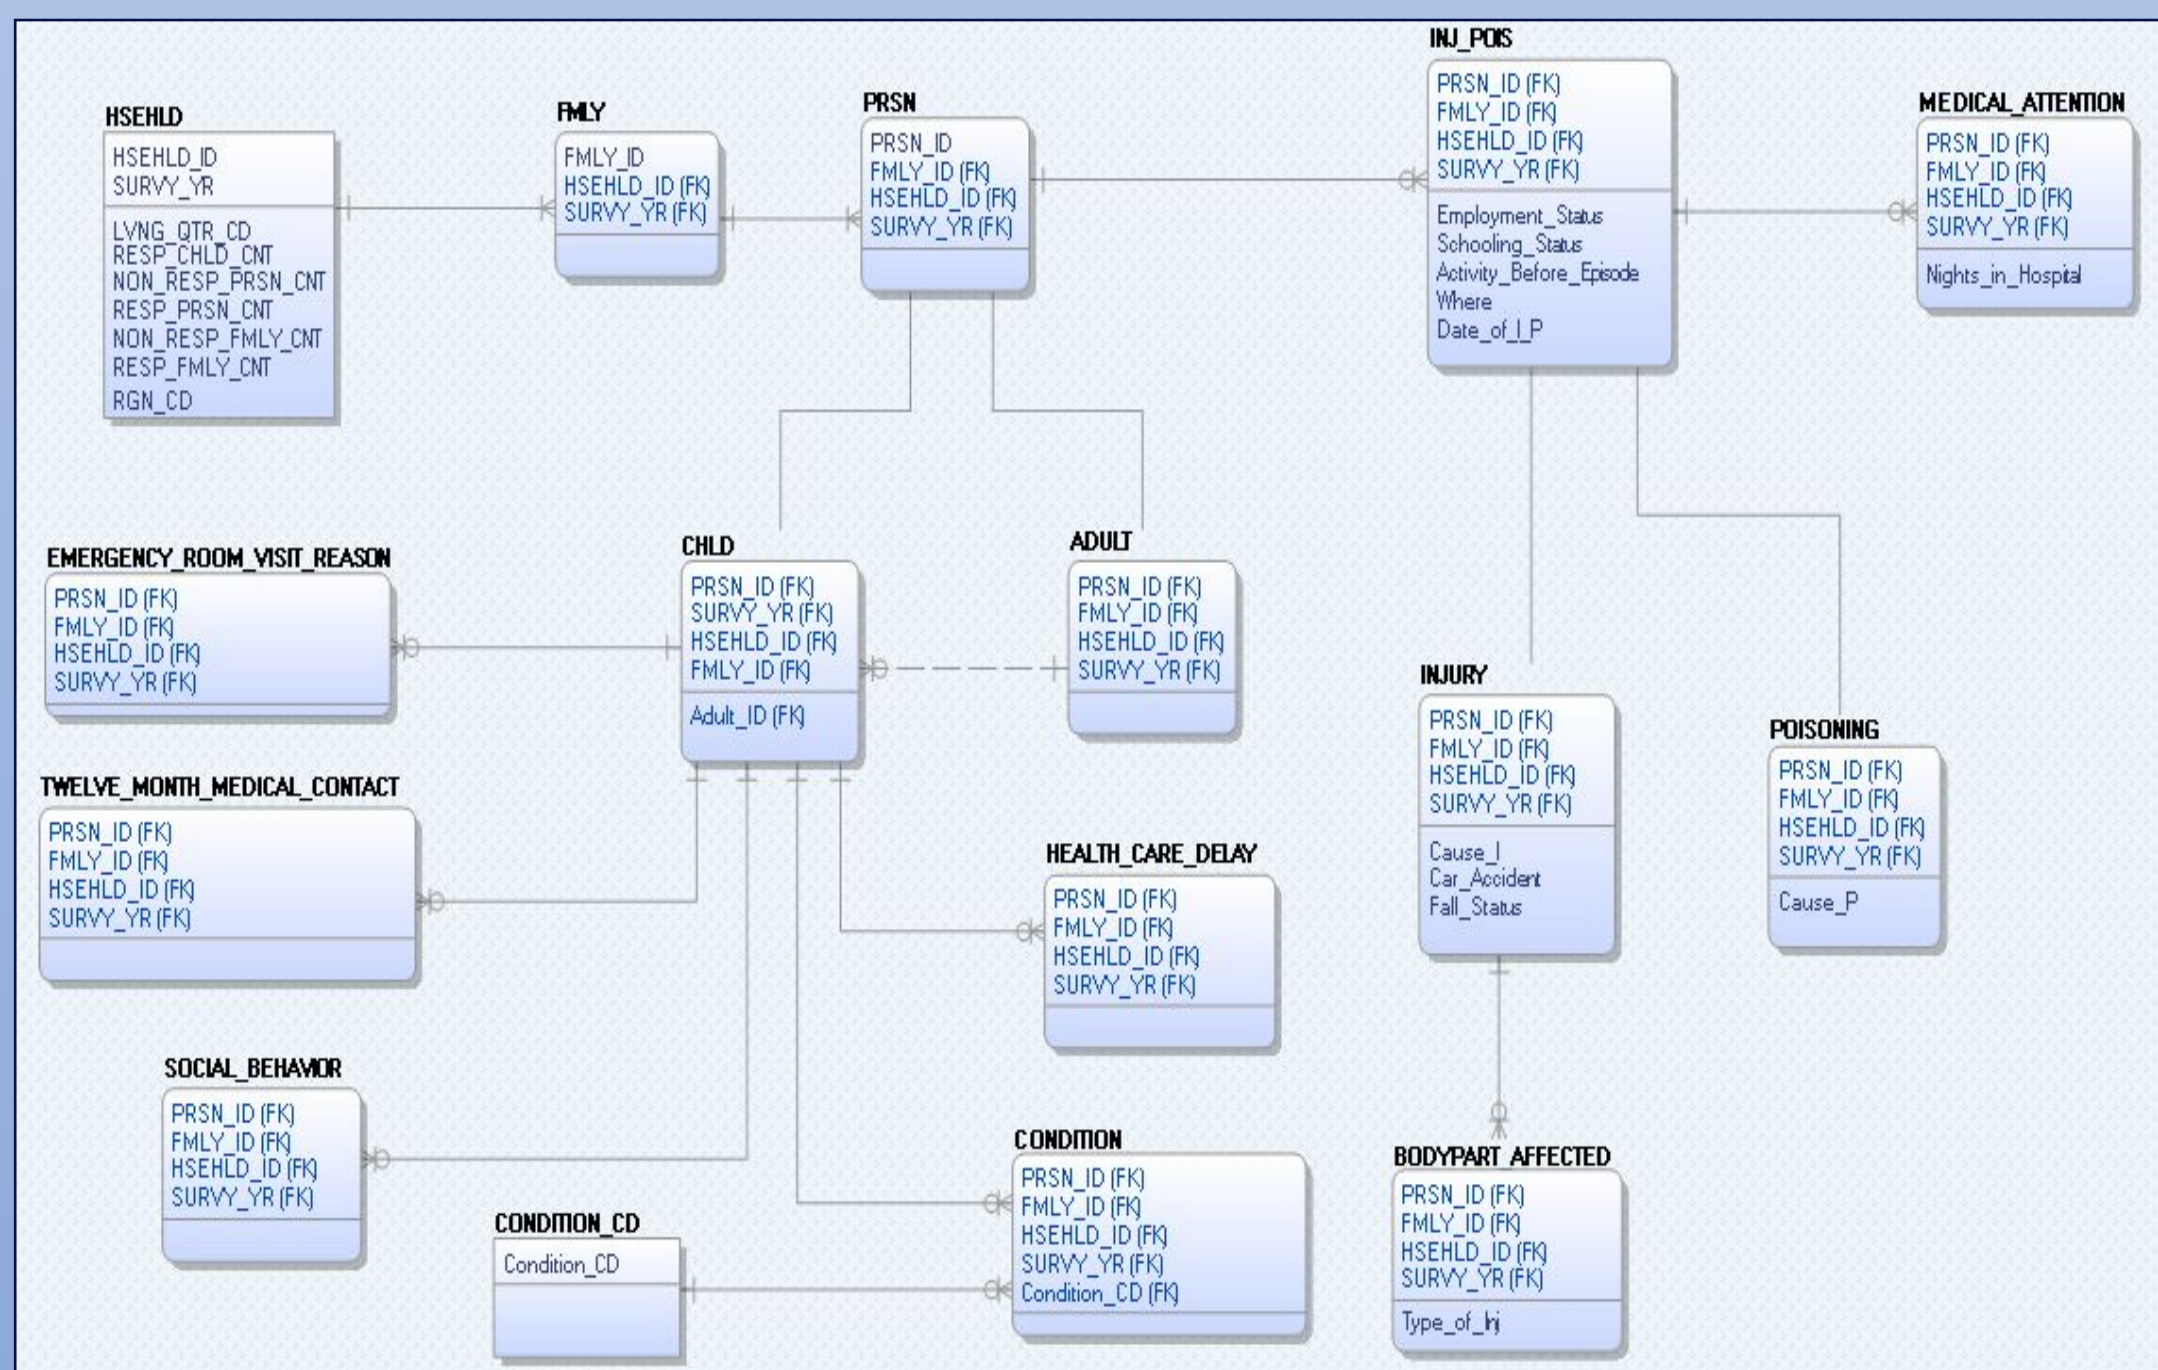 HSEHLD
HSEHLD_ID
SURVY_YR
LVNG_QTR_CD
RESP_CHLD_CNT
NON_RESP_PRSN_CNT
RESP_PRSN_CNT
NON_RESP_FMLY_CNT
RESP_FMLY_CNT
RGN_CD
FMLY
FMLY_ID
HSEHLD_ID (FK)
SURVY_YR (FK)
PRSN
PRSN_ID
FMLY_ID (FK)
HSEHLD_ID (FK)
SURVY_YR (FK)
INJ_POIS
PRSN_ID (FK)
FMLY_ID (FK)
HSEHLD_ID (FK)
SURVY_YR (FK)
Employment_Status
Schooling_Status
Activity_Before_Episode
Where
Date_of_I_P
MEDICAL_ATTENTION
PRSN_ID (FK)
FMLY_ID (FK)
HSEHLD_ID (FK)
SURVY_YR (FK)
Nights_in_Hospital
EMERGENCY_ROOM_VISIT_REASON
PRSN_ID (FK)
FMLY_ID (FK)
HSEHLD_ID (FK)
SURVY_YR (FK)
CHLD
PRSN_ID (FK)
SURVY_YR (FK)
HSEHLD_ID (FK)
FMLY_ID (FK)
Adult_ID (FK)
ADULT
PRSN_ID (FK)
FMLY_ID (FK)
HSEHLD_ID (FK)
SURVY_YR (FK)
INJURY
PRSN_ID (FK)
FMLY_ID (FK)
HSEHLD_ID (FK)
SURVY_YR (FK)
Cause_I
Car_Accident
Fall_Status
POISONING
PRSN_ID (FK)
FMLY_ID (FK)
HSEHLD_ID (FK)
SURVY_YR (FK)
Cause_P
TWELVE_MONTH_MEDICAL_CONTACT
PRSN_ID (FK)
FMLY_ID (FK)
HSEHLD_ID (FK)
SURVY_YR (FK)
HEALTH_CARE_DELAY
PRSN_ID (FK)
FMLY_ID (FK)
HSEHLD_ID (FK)
SURVY_YR (FK)
SOCIAL_BEHAVIOR
PRSN_ID (FK)
FMLY_ID (FK)
HSEHLD_ID (FK)
SURVY_YR (FK)
CONDITION_CD
Condition_CD
CONDITION
PRSN_ID (FK)
FMLY_ID (FK)
HSEHLD_ID (FK)
SURVY_YR (FK)
Condition_CD (FK)
BODYPART_AFFECTED
PRSN_ID (FK)
FMLY_ID (FK)
HSEHLD_ID (FK)
SURVY_YR (FK)
Type_of_Inj